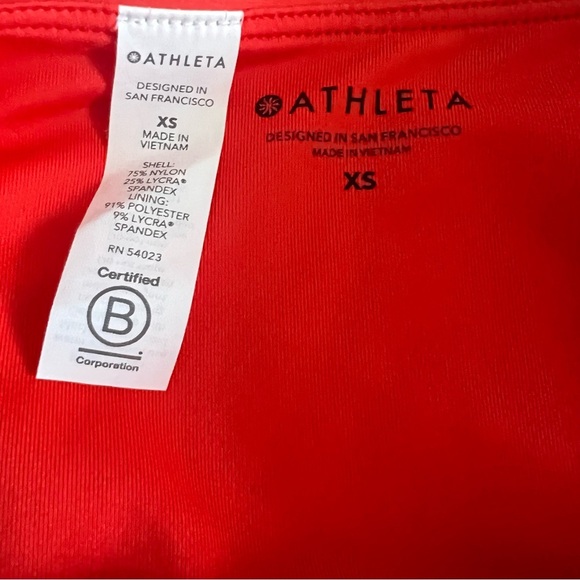 ATHLETA
DESIGNED IN
SAN FRANCISCO
XS
MADE IN
VIETNAM
SHELL:
75% NYLON
25% LYCRA®
SPANDEX
LINING:
91% POLYESTER
9% LYCRA®
SPANDEX
RN 54023
Certified
B
Corporation
ATHLETA
DESIGNED IN SAN FRANCISCO
MADE IN VIETNAM
XS